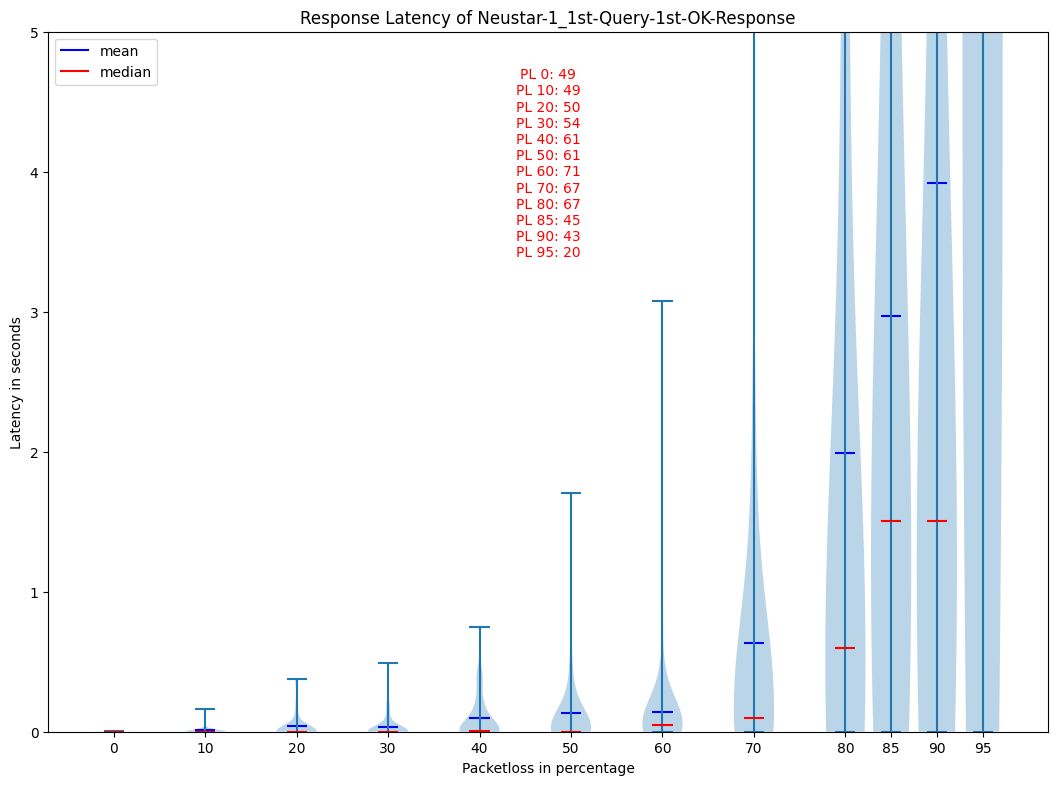 Response Latency of Neustar-1_1st-Query-1st-OK-Response
mean
median
PL 0: 49
PL 10: 49
PL 20: 50
PL 30: 54
PL 40: 61
PL 50: 61
PL 60: 71
PL 70: 67
PL 80: 67
PL 85: 45
PL 90: 43
PL 95: 20
Latency in seconds
5
4
3
2
1
0
0 10 20 30 40 50 60 70 80 85 90 95
Packetloss in percentage